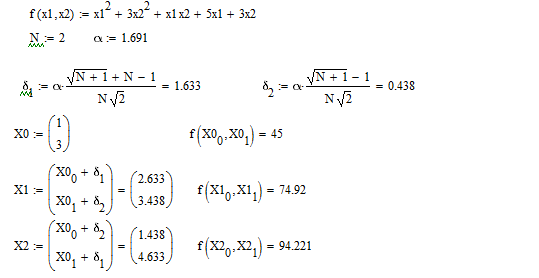 f(x1,x2) := x1² + 3x2² + x1x2 + 5x1 + 3x2
N := 2 α := 1.691
δ₁ := α·(√(N + 1) + N − 1)/(N√2) = 1.633 δ₂ := α·(√(N + 1) − 1)/(N√2) = 0.438
X0 := (1 3) f(X0₀,X0₁) = 45
X1 := (X0₀ + δ₁ X0₁ + δ₂) = (2.633 3.438) f(X1₀,X1₁) = 74.92
X2 := (X0₀ + δ₂ X0₁ + δ₁) = (1.438 4.633) f(X2₀,X2₁) = 94.221